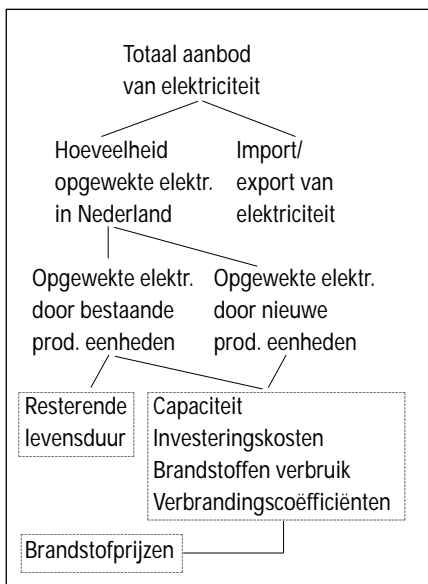 Totaal aanbod
van elektriciteit
Hoeveelheid
opgewekte elektr.
in Nederland
Import/
export van
elektriciteit
Opgewekte elektr.
door bestaande
prod. eenheden
Opgewekte elektr.
door nieuwe
prod. eenheden
Resterende
levensduur
Capaciteit
Investeringskosten
Brandstoffen verbruik
Verbrandingscoëfficiënten
Brandstofprijzen